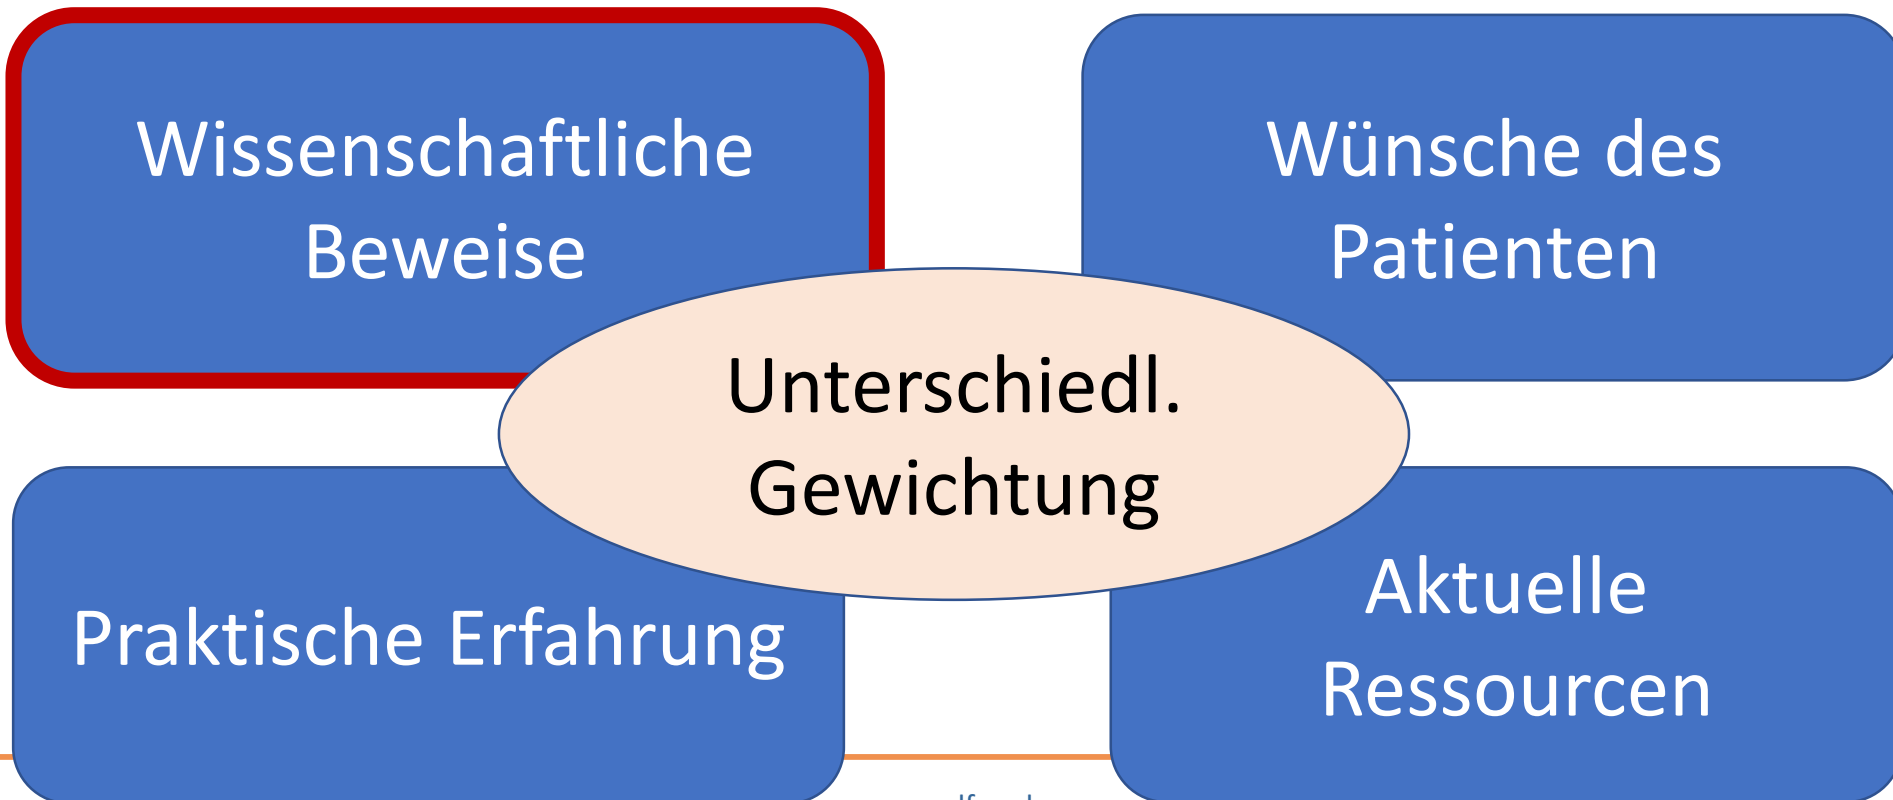 Wissenschaftliche
Beweise
Wünsche des
Patienten
Unterschiedl.
Gewichtung
Praktische Erfahrung
Aktuelle
Ressourcen